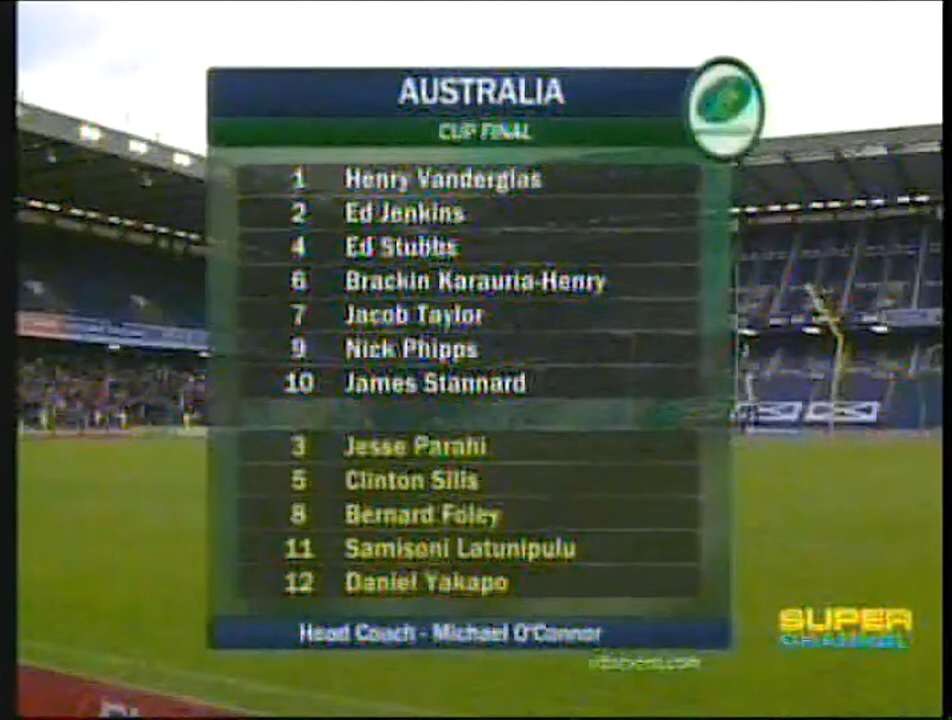 AUSTRALIA
CUP FINAL
1 Henry Vanderglas
2 Ed Jenkins
4 Ed Stubbs
6 Brackin Karauria-Henry
7 Jacob Taylor
9 Nick Phipps
10 James Stannard
3 Jesse Parahi
5 Clinton Sills
8 Bernard Foley
11 Samisoni Latunipulu
12 Daniel Yakapo
Head Coach - Michael O'Connor
SUPER